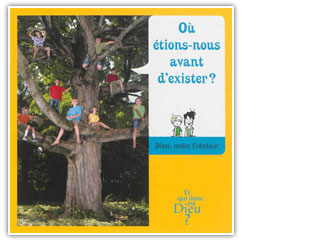 Où
étions-nous
avant
d'exister ?
Dieu, notre Créateur
Et
qui donc
est
Dieu
?